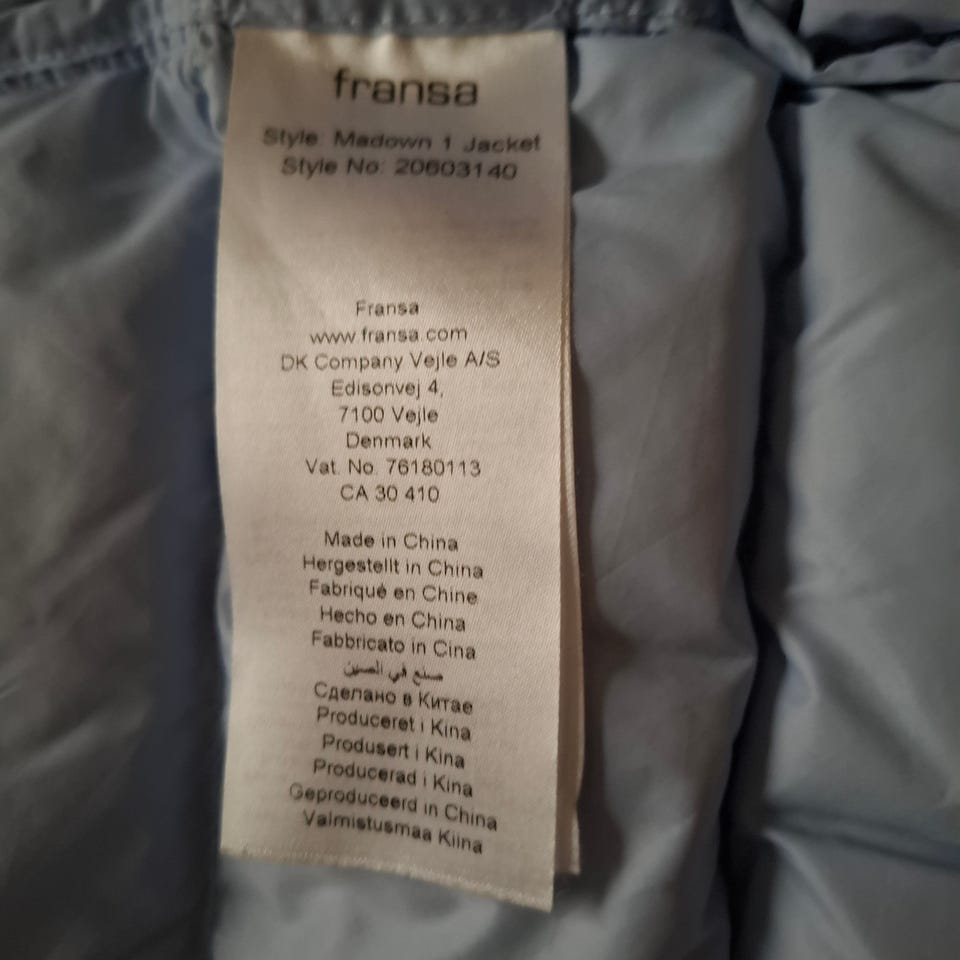 fransa
Style: Madown 1 Jacket
Style No: 20603140
Fransa
www.fransa.com
DK Company Vejle A/S
Edisonvej 4,
7100 Vejle
Denmark
Vat. No. 76180113
CA 30 410
Made in China
Hergestellt in China
Fabriqué en Chine
Hecho en China
Fabbricato in Cina
صنع في الصين
Сделано в Китае
Produceret i Kina
Produsert i Kina
Producerad i Kina
Geproduceerd in China
Valmistusmaa Kiina